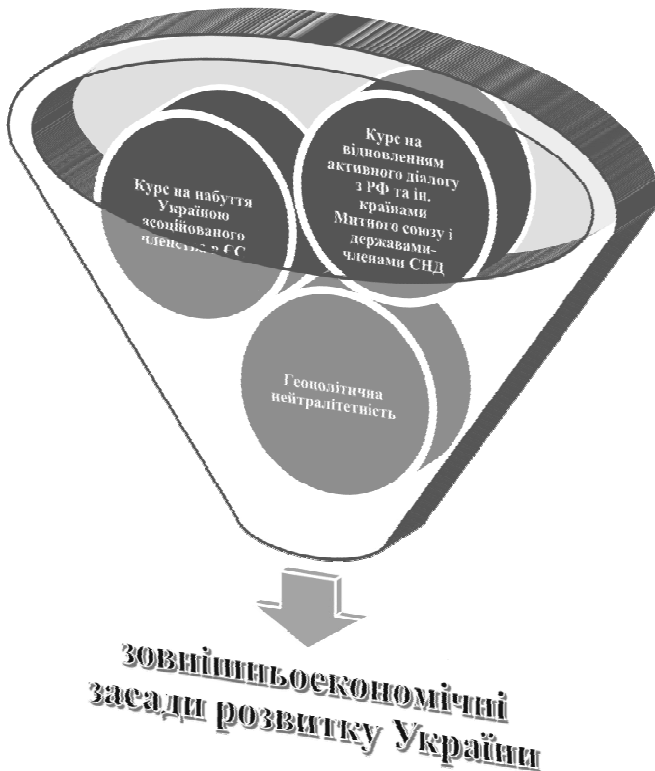 Курс на набуття
Україною
асоційованого
членства в ЄС
Курс на
відновленням
активного діалогу
з РФ та ін.
країнами
Митного союзу і
державами-
членами СНД
Геополітична
нейтралітетність
зовнішньоекономічні
засади розвитку України